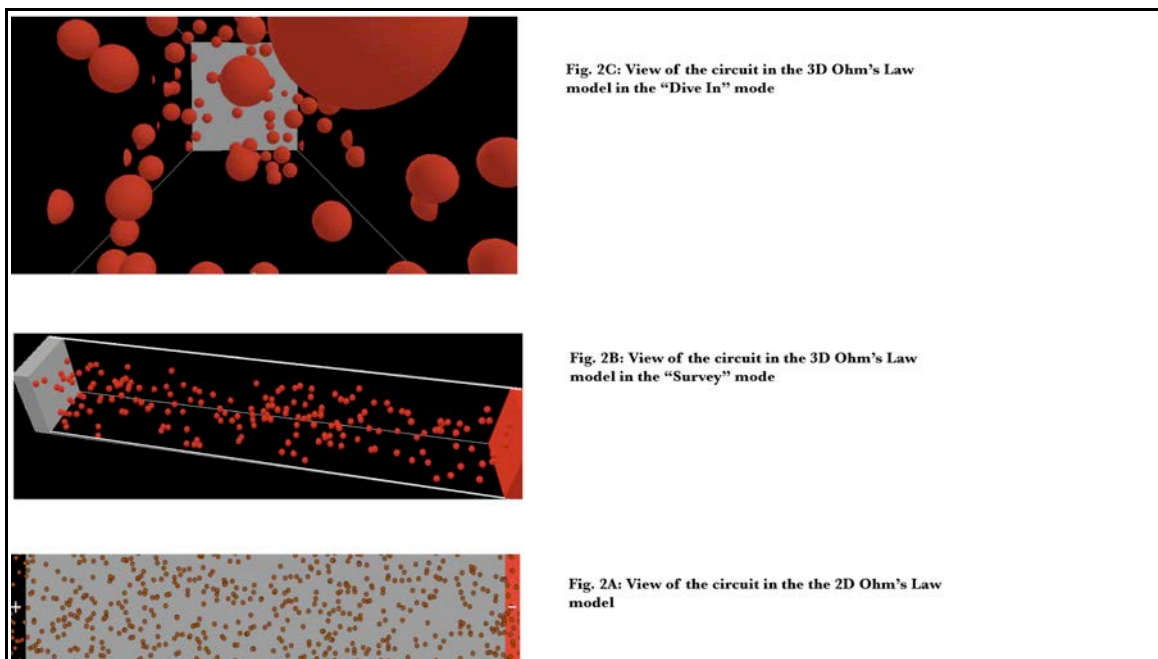 Fig. 2C: View of the circuit in the 3D Ohm's Law
model in the “Dive In” mode
Fig. 2B: View of the circuit in the 3D Ohm's Law
model in the “Survey” mode
+
-
Fig. 2A: View of the circuit in the the 2D Ohm's Law
model